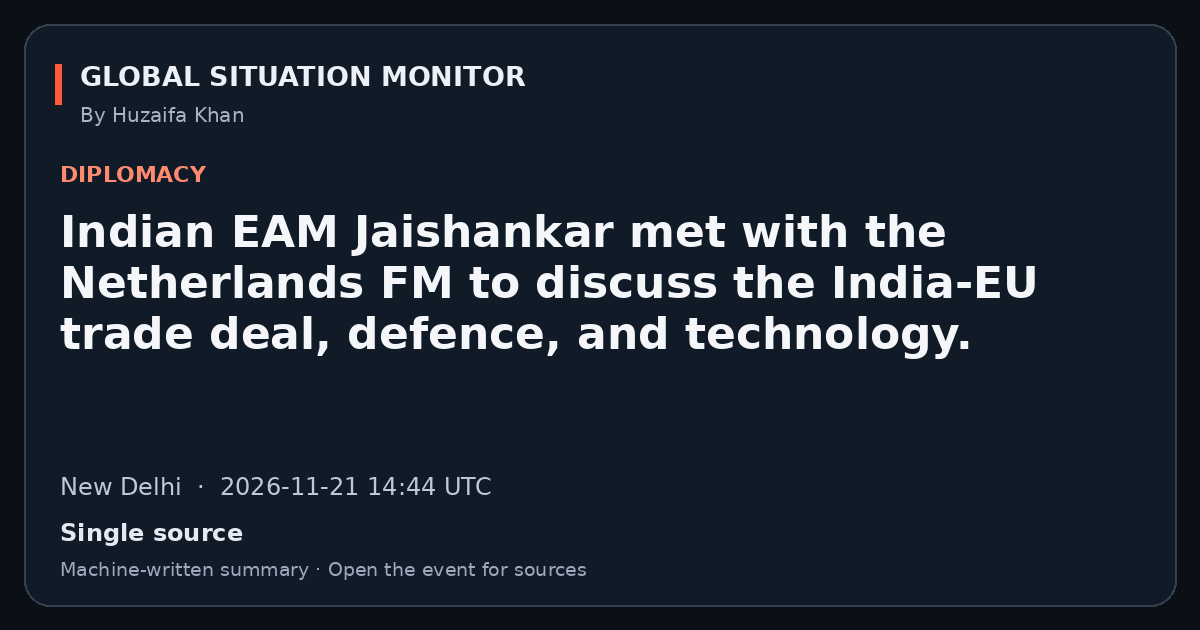 GLOBAL SITUATION MONITOR
By Huzaifa Khan
DIPLOMACY
Indian EAM Jaishankar met with the
Netherlands FM to discuss the India-EU
trade deal, defence, and technology.
New Delhi · 2026-11-21 14:44 UTC
Single source
Machine-written summary · Open the event for sources